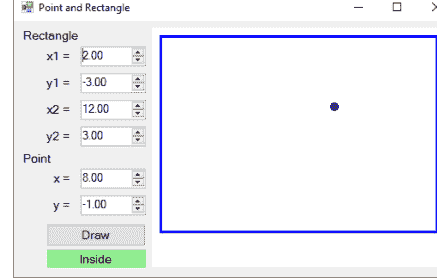 Point and Rectangle
Rectangle
x1 = 2.00
y1 = -3.00
x2 = 12.00
y2 = 3.00
Point
x = 8.00
y = -1.00
Draw
Inside